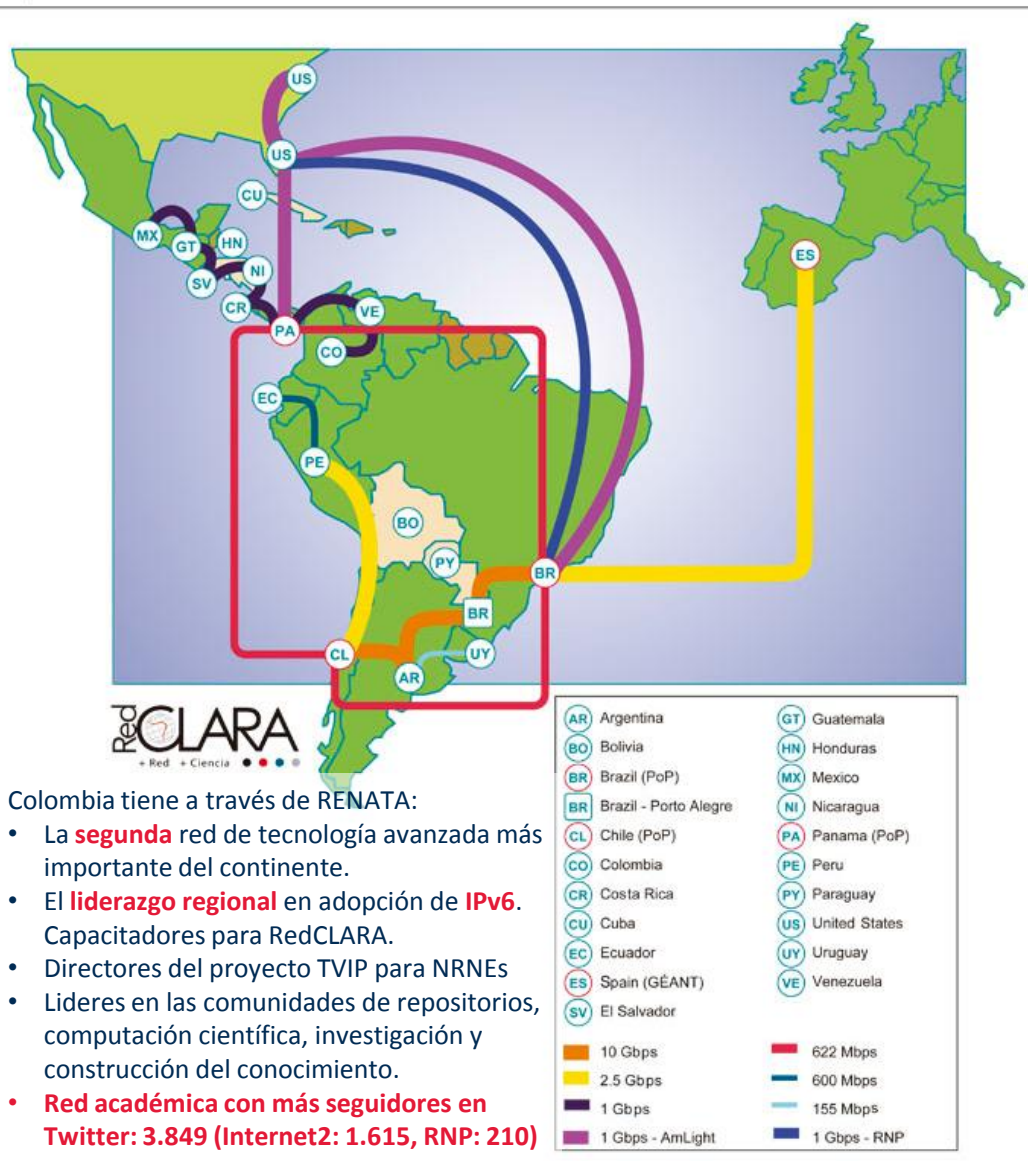 US
US
CU
MX
GT
HN
SV
NI
CR
PA
VE
CO
ES
EC
PE
BO
PY
BR
BR
CL
UY
AR
Red
CLARA
+ Red + Ciencia
Colombia tiene a través de RENATA:
• La segunda red de tecnología avanzada más
importante del continente.
• El liderazgo regional en adopción de IPv6.
Capacitadores para RedCLARA.
• Directores del proyecto TVIP para NRNEs
• Lideres en las comunidades de repositorios,
computación científica, investigación y
construcción del conocimiento.
• Red académica con más seguidores en
Twitter: 3.849 (Internet2: 1.615, RNP: 210)
AR Argentina
BO Bolivia
BR Brazil (PoP)
BR Brazil - Porto Alegre
CL Chile (PoP)
CO Colombia
CR Costa Rica
CU Cuba
EC Ecuador
ES Spain (GÉANT)
SV El Salvador
GT Guatemala
HN Honduras
MX Mexico
NI Nicaragua
PA Panama (PoP)
PE Peru
PY Paraguay
US United States
UY Uruguay
VE Venezuela
10 Gbps
2.5 Gbps
1 Gbps
1 Gbps - AmLight
622 Mbps
600 Mbps
155 Mbps
1 Gbps - RNP